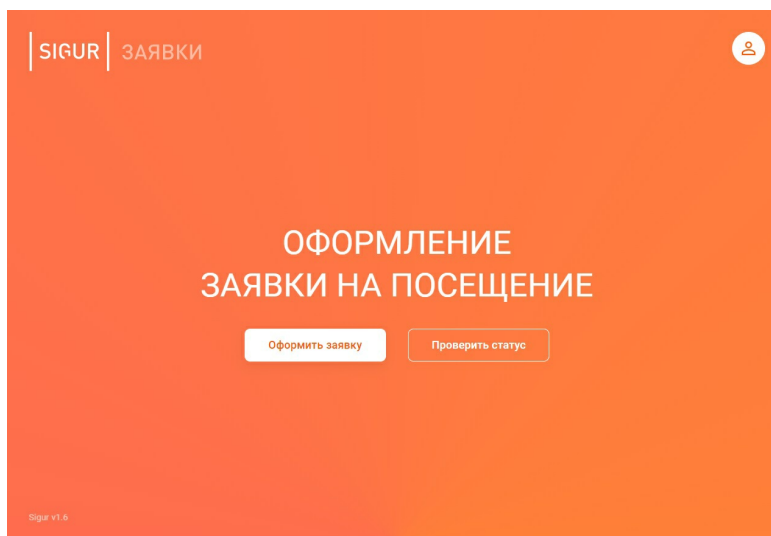 SIGUR ЗАЯВКИ
ОФОРМЛЕНИЕ
ЗАЯВКИ НА ПОСЕЩЕНИЕ
Оформить заявку Проверить статус
Sigur v1.6